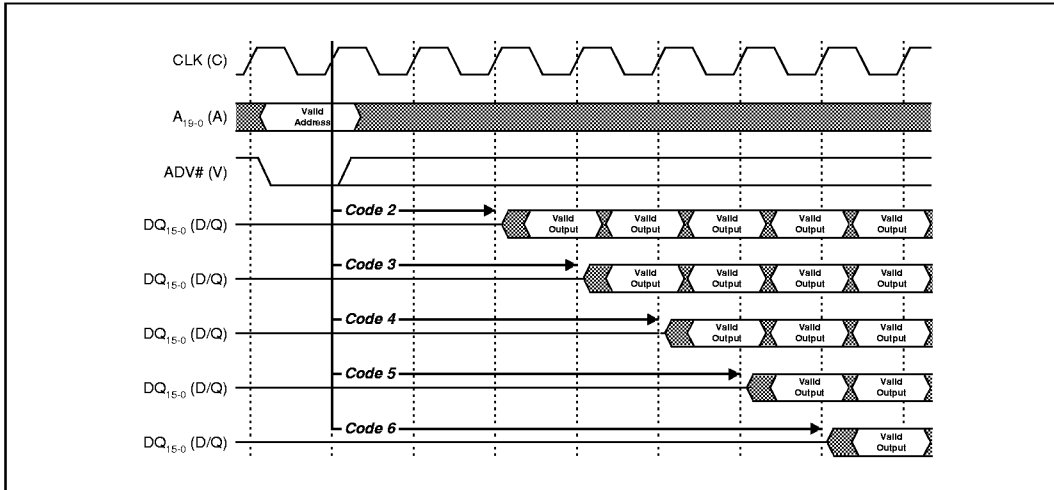 CLK (C)
A19-0 (A)
Valid
Address
ADV# (V)
Code 2
DQ15-0 (D/Q)
Valid
Output
Valid
Output
Valid
Output
Valid
Output
Valid
Output
Code 3
DQ15-0 (D/Q)
Valid
Output
Valid
Output
Valid
Output
Valid
Output
Code 4
DQ15-0 (D/Q)
Valid
Output
Valid
Output
Valid
Output
Code 5
DQ15-0 (D/Q)
Valid
Output
Valid
Output
Code 6
DQ15-0 (D/Q)
Valid
Output